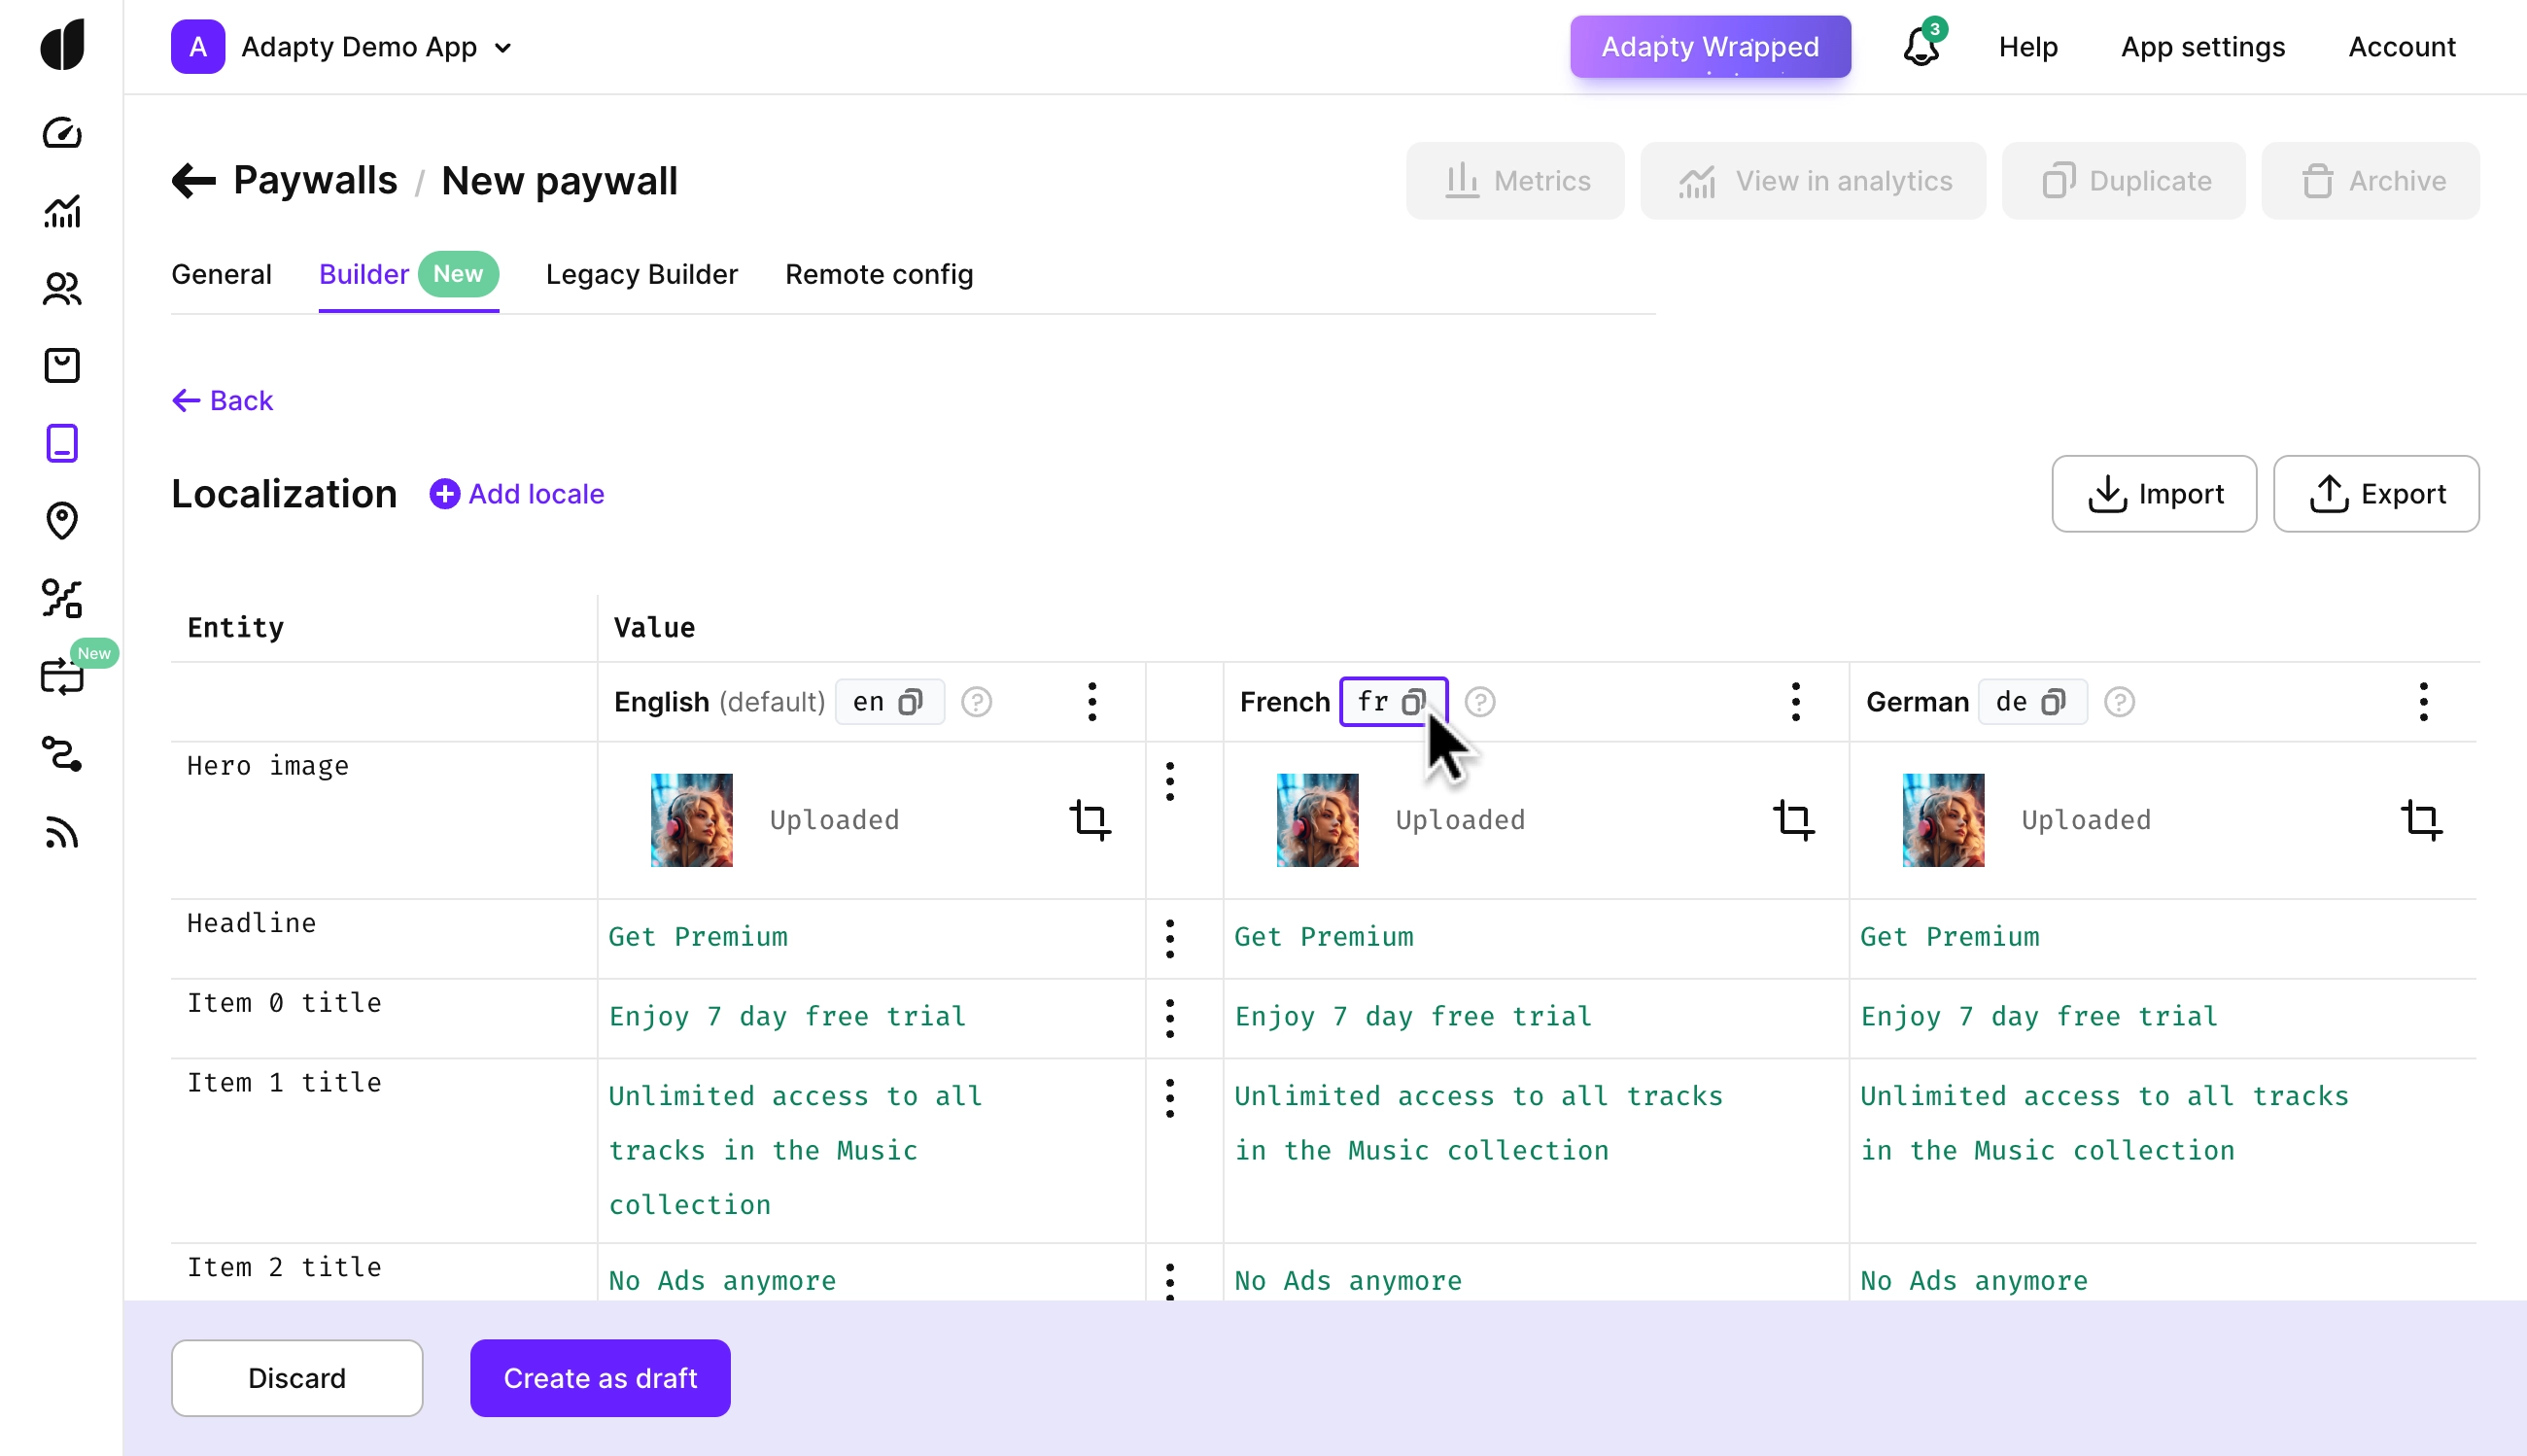 A Adapty Demo App
Adapty Wrapped
3
Help
App settings
Account
Paywalls / New paywall
Metrics
View in analytics
Duplicate
Archive
General
Builder New
Legacy Builder
Remote config
Back
Localization
Add locale
Import
Export
New
Entity
Value
English (default) en ?
French fr ?
German de ?
Hero image
Uploaded
Uploaded
Uploaded
Headline
Get Premium
Get Premium
Get Premium
Item 0 title
Enjoy 7 day free trial
Enjoy 7 day free trial
Enjoy 7 day free trial
Item 1 title
Unlimited access to all
tracks in the Music
collection
Unlimited access to all tracks
in the Music collection
Unlimited access to all tracks
in the Music collection
Item 2 title
No Ads anymore
No Ads anymore
No Ads anymore
Discard
Create as draft